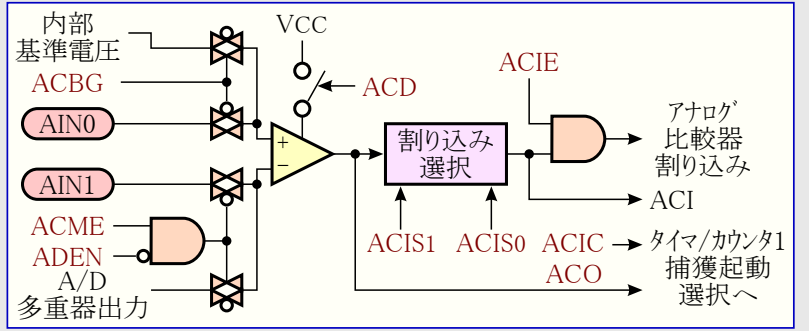 内部
基準電圧
ACBG
AIN0
AIN1
ACME
ADEN
A/D
多重器出力
VCC
ACD
+
−
割り込み
選択
ACIS1
ACIS0
ACIE
アナログ
比較器
割り込み
ACI
ACIC
タイマ/カウンタ1
捕獲起動
選択へ
ACO